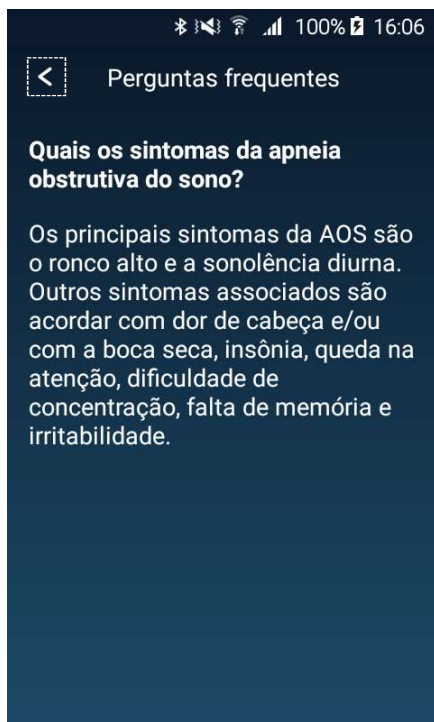 100% 16:06
Perguntas frequentes
Quais os sintomas da apneia
obstrutiva do sono?
Os principais sintomas da AOS são
o ronco alto e a sonolência diurna.
Outros sintomas associados são
acordar com dor de cabeça e/ou
com a boca seca, insônia, queda na
atenção, dificuldade de
concentração, falta de memória e
irritabilidade.